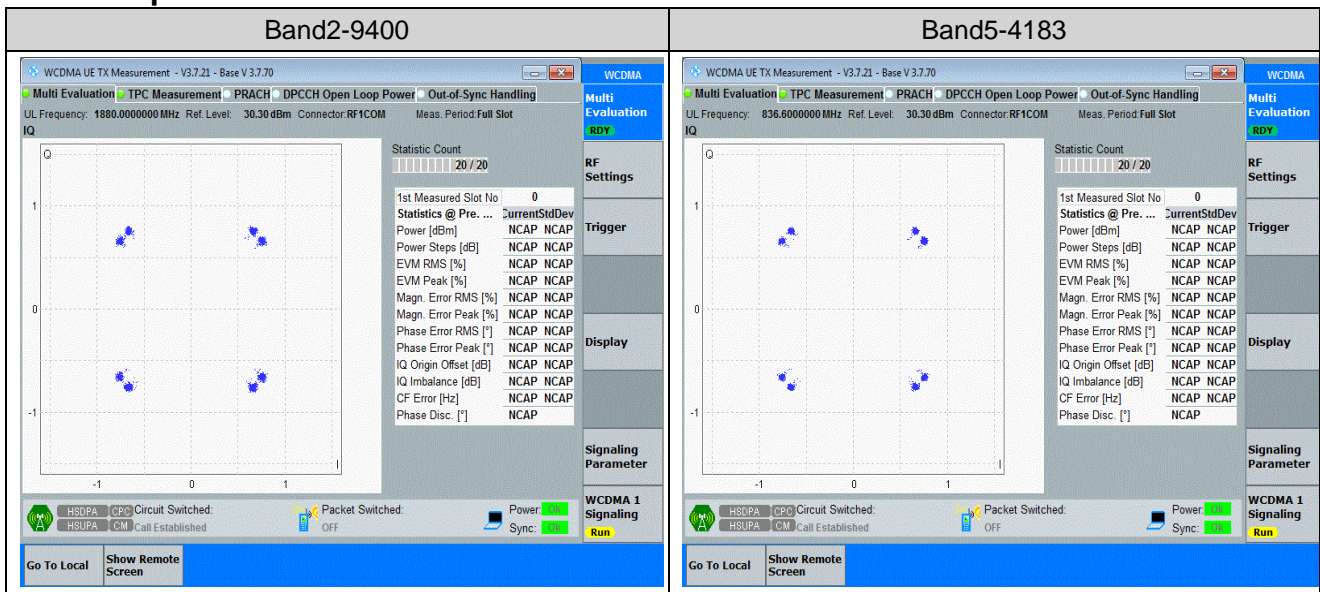 Band2-9400
WCDMA UE TX Measurement - V3.7.21 - Base V 3.7.70
WCDMA
Multi Evaluation TPC Measurement PRACH DPCCH Open Loop Power Out-of-Sync Handling
Multi
Evaluation
RDY
UL Frequency: 1880.0000000 MHz Ref. Level: 30.30 dBm Connector: RF1COM Meas. Period: Full Slot
IQ
Q
1
0
-1
-1 0 1
I
Statistic Count
20 / 20
1st Measured Slot No 0
Statistics @ Pre. ... Current StdDev
Power [dBm] NCAP NCAP
Power Steps [dB] NCAP NCAP
EVM RMS [%] NCAP NCAP
EVM Peak [%] NCAP NCAP
Magn. Error RMS [%] NCAP NCAP
Magn. Error Peak [%] NCAP NCAP
Phase Error RMS [°] NCAP NCAP
Phase Error Peak [°] NCAP NCAP
IQ Origin Offset [dB] NCAP NCAP
IQ Imbalance [dB] NCAP NCAP
CF Error [Hz] NCAP NCAP
Phase Disc. [°] NCAP
RF
Settings
Trigger
Display
Signaling
Parameter
WCDMA 1
Signaling
Run
HSDPA CPC Circuit Switched: Packet Switched: Power: OK
HSUPA CM Call Established OFF Sync: OK
Go To Local
Show Remote
Screen
Band5-4183
WCDMA UE TX Measurement - V3.7.21 - Base V 3.7.70
WCDMA
Multi Evaluation TPC Measurement PRACH DPCCH Open Loop Power Out-of-Sync Handling
Multi
Evaluation
RDY
UL Frequency: 836.6000000 MHz Ref. Level: 30.30 dBm Connector: RF1COM Meas. Period: Full Slot
IQ
Q
1
0
-1
-1 0 1
I
Statistic Count
20 / 20
1st Measured Slot No 0
Statistics @ Pre. ... Current StdDev
Power [dBm] NCAP NCAP
Power Steps [dB] NCAP NCAP
EVM RMS [%] NCAP NCAP
EVM Peak [%] NCAP NCAP
Magn. Error RMS [%] NCAP NCAP
Magn. Error Peak [%] NCAP NCAP
Phase Error RMS [°] NCAP NCAP
Phase Error Peak [°] NCAP NCAP
IQ Origin Offset [dB] NCAP NCAP
IQ Imbalance [dB] NCAP NCAP
CF Error [Hz] NCAP NCAP
Phase Disc. [°] NCAP
RF
Settings
Trigger
Display
Signaling
Parameter
WCDMA 1
Signaling
Run
HSDPA CPC Circuit Switched: Packet Switched: Power: OK
HSUPA CM Call Established OFF Sync: OK
Go To Local
Show Remote
Screen